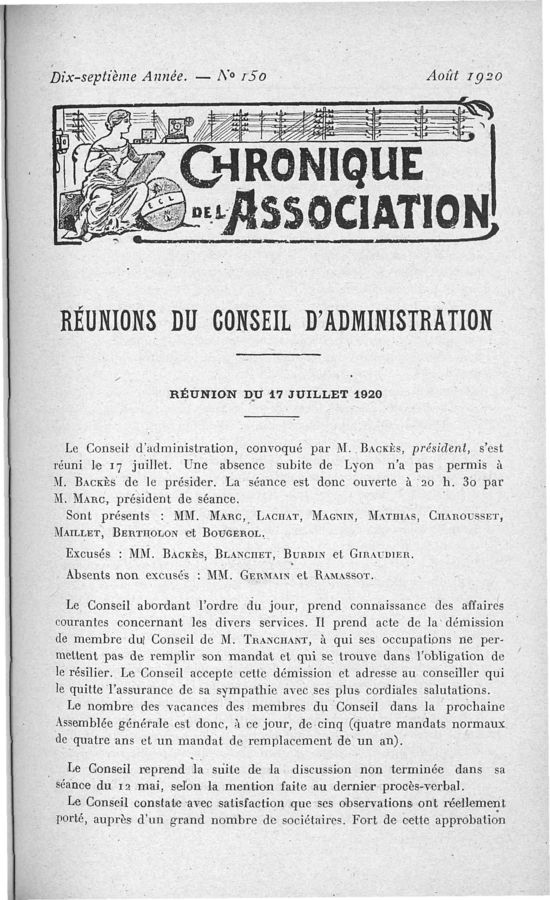 Dix-septième Année. — N° 150 Août 1920
CHRONIQUE
DE L'ASSOCIATION
E C L
RÉUNIONS DU CONSEIL D'ADMINISTRATION
RÉUNION DU 17 JUILLET 1920
Le Conseil d'administration, convoqué par M. BACKÈS, président, s'est
réuni le 17 juillet. Une absence subite de Lyon n'a pas permis à
M. BACKÈS de le présider. La séance est donc ouverte à 20 h. 30 par
M. MARC, président de séance.
Sont présents : MM. MARC, LACHAT, MAGNIN, MATHIAS, CHAROUSSET,
MAILLET, BERTHOLON et BOUGEROL.
Excusés : MM. BACKÈS, BLANCHET, BURDIN et GIRAUDIER.
Absents non excusés : MM. GERMAIN et RAMASSOT.
Le Conseil abordant l'ordre du jour, prend connaissance des affaires
courantes concernant les divers services. Il prend acte de la démission
de membre du Conseil de M. TRANCHANT, à qui ses occupations ne per-
mettent pas de remplir son mandat et qui se trouve dans l'obligation de
le résilier. Le Conseil accepte cette démission et adresse au conseiller qui
le quitte l'assurance de sa sympathie avec ses plus cordiales salutations.
Le nombre des vacances des membres du Conseil dans la prochaine
Assemblée générale est donc, à ce jour, de cinq (quatre mandats normaux
de quatre ans et un mandat de remplacement de un an).
Le Conseil reprend la suite de la discussion non terminée dans sa
séance du 12 mai, selon la mention faite au dernier procès-verbal.
Le Conseil constate avec satisfaction que ses observations ont réellement
porté, auprès d'un grand nombre de sociétaires. Fort de cette approbation